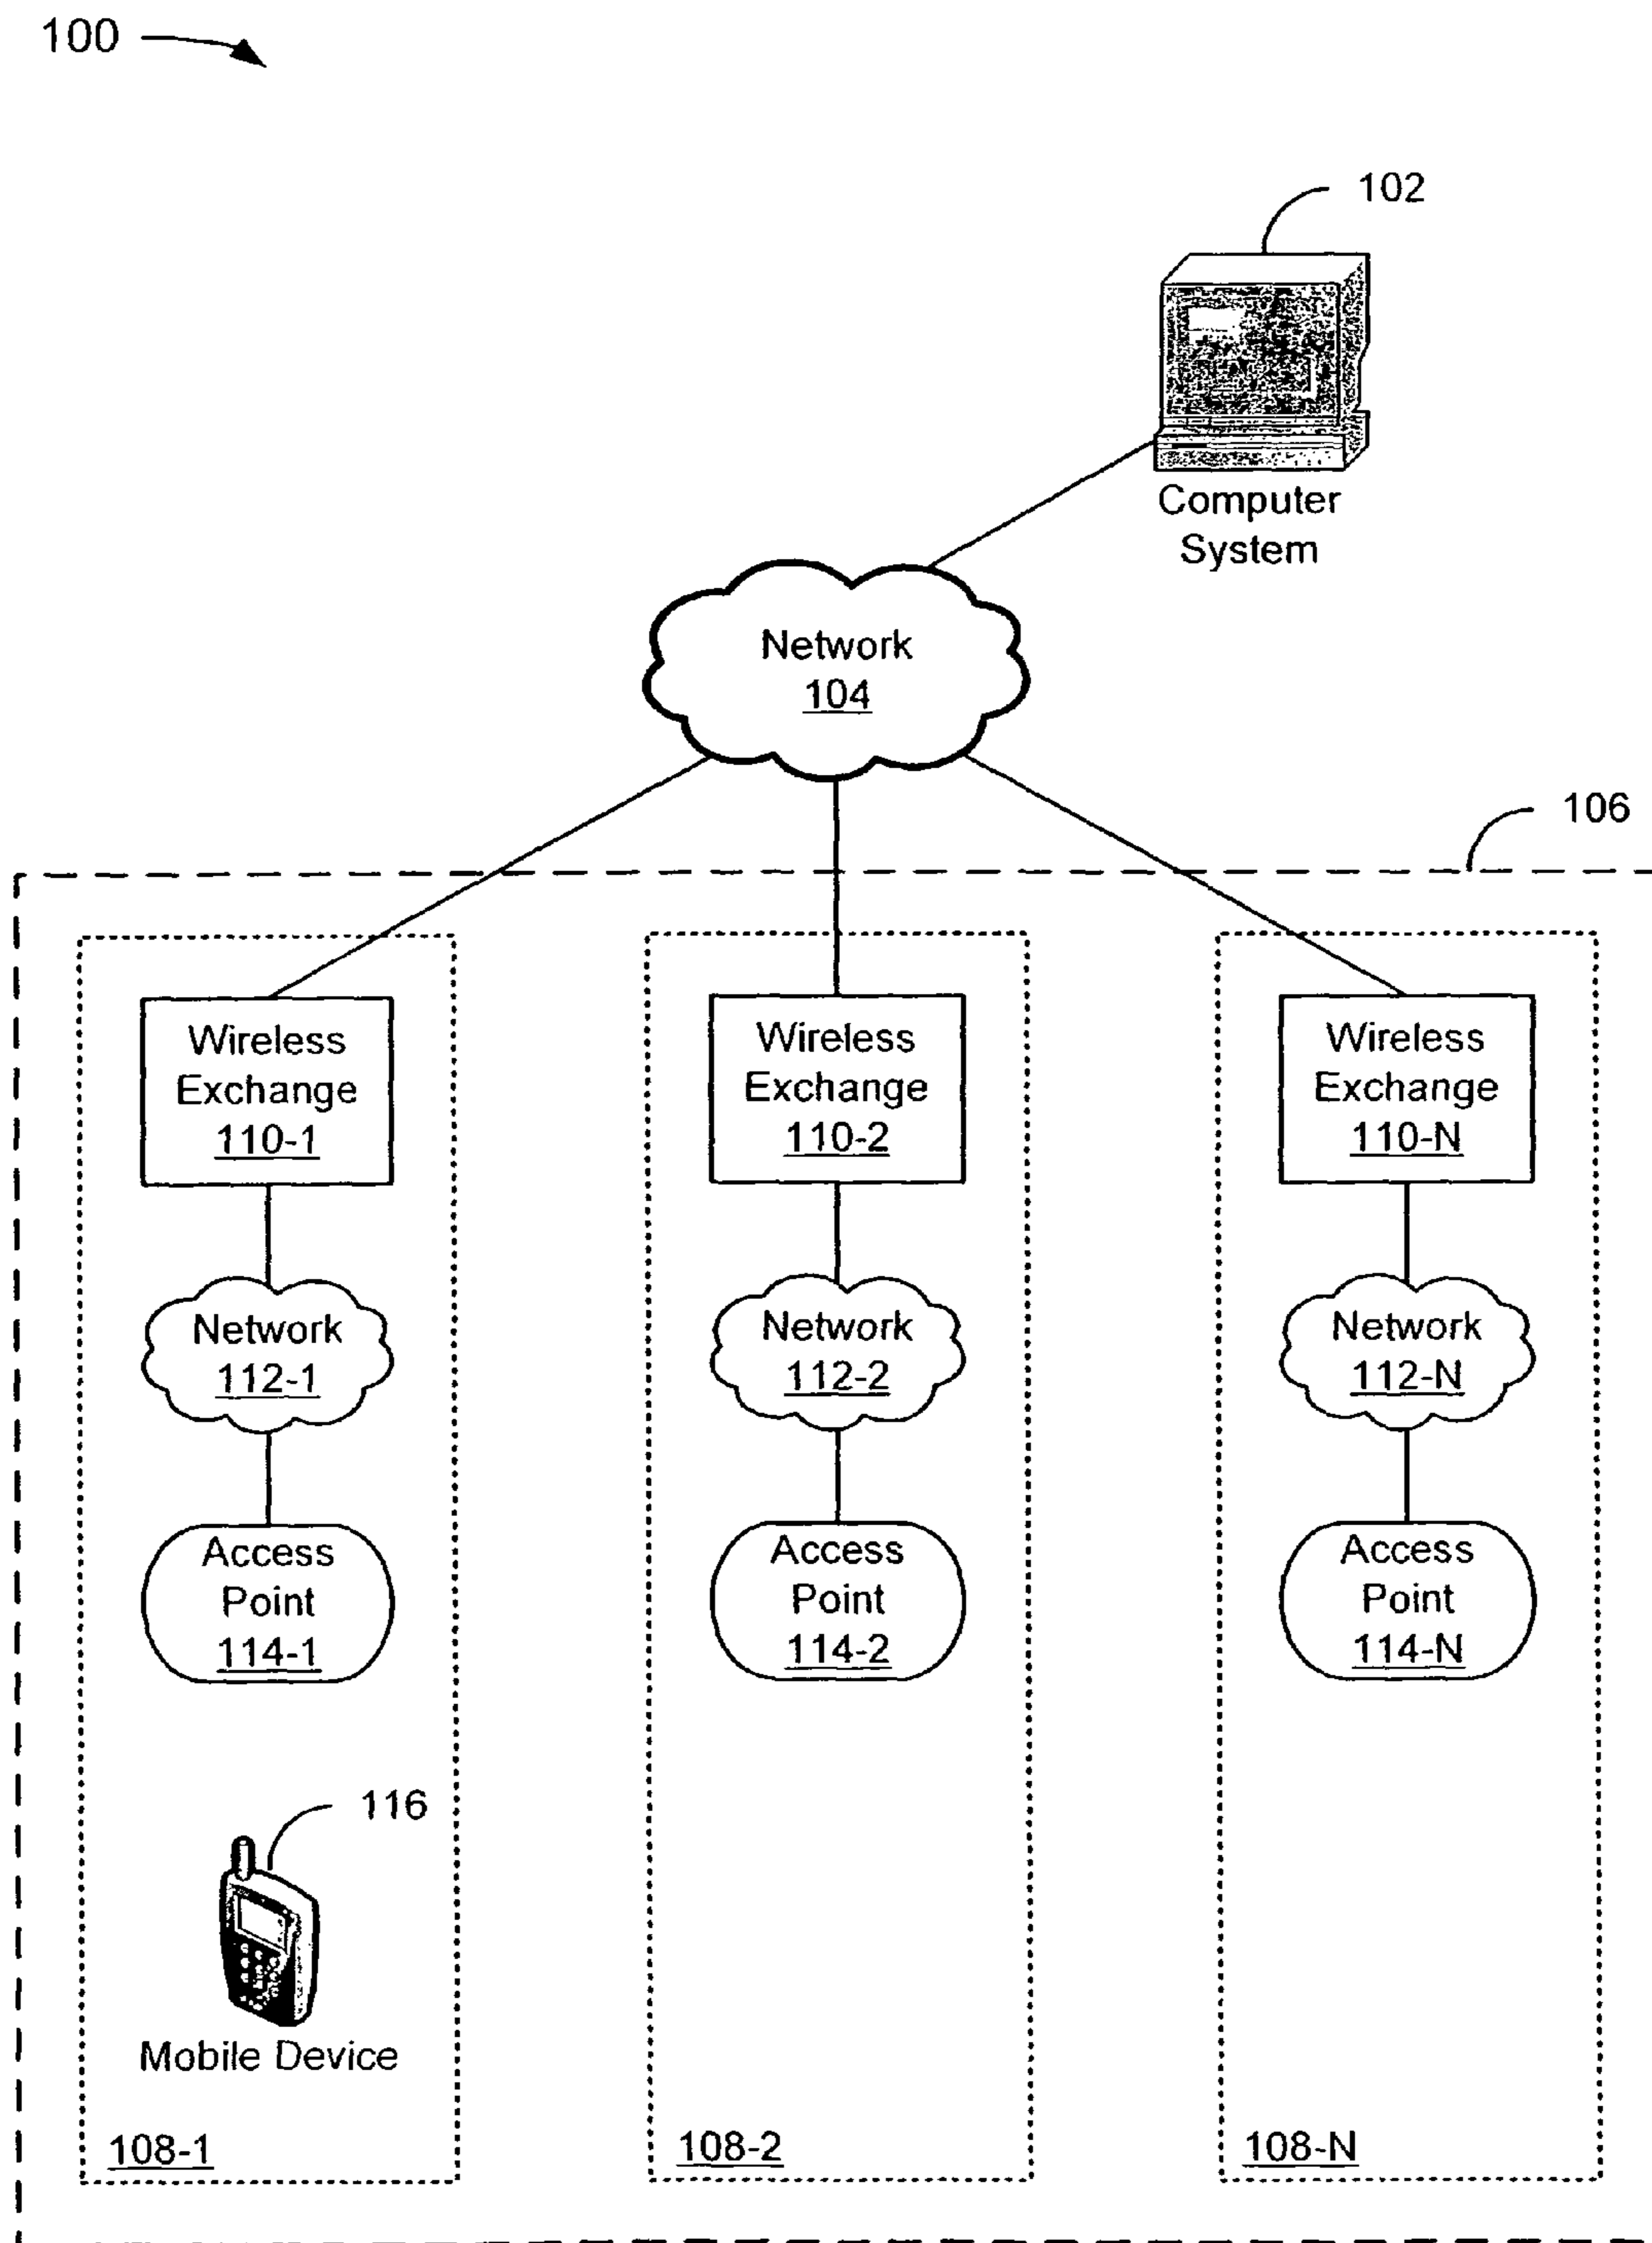 100
102
Computer
System
Network
104
106
Wireless
Exchange
110-1
Wireless
Exchange
110-2
Wireless
Exchange
110-N
Network
112-1
Network
112-2
Network
112-N
Access
Point
114-1
Access
Point
114-2
Access
Point
114-N
116
Mobile Device
108-1
108-2
108-N